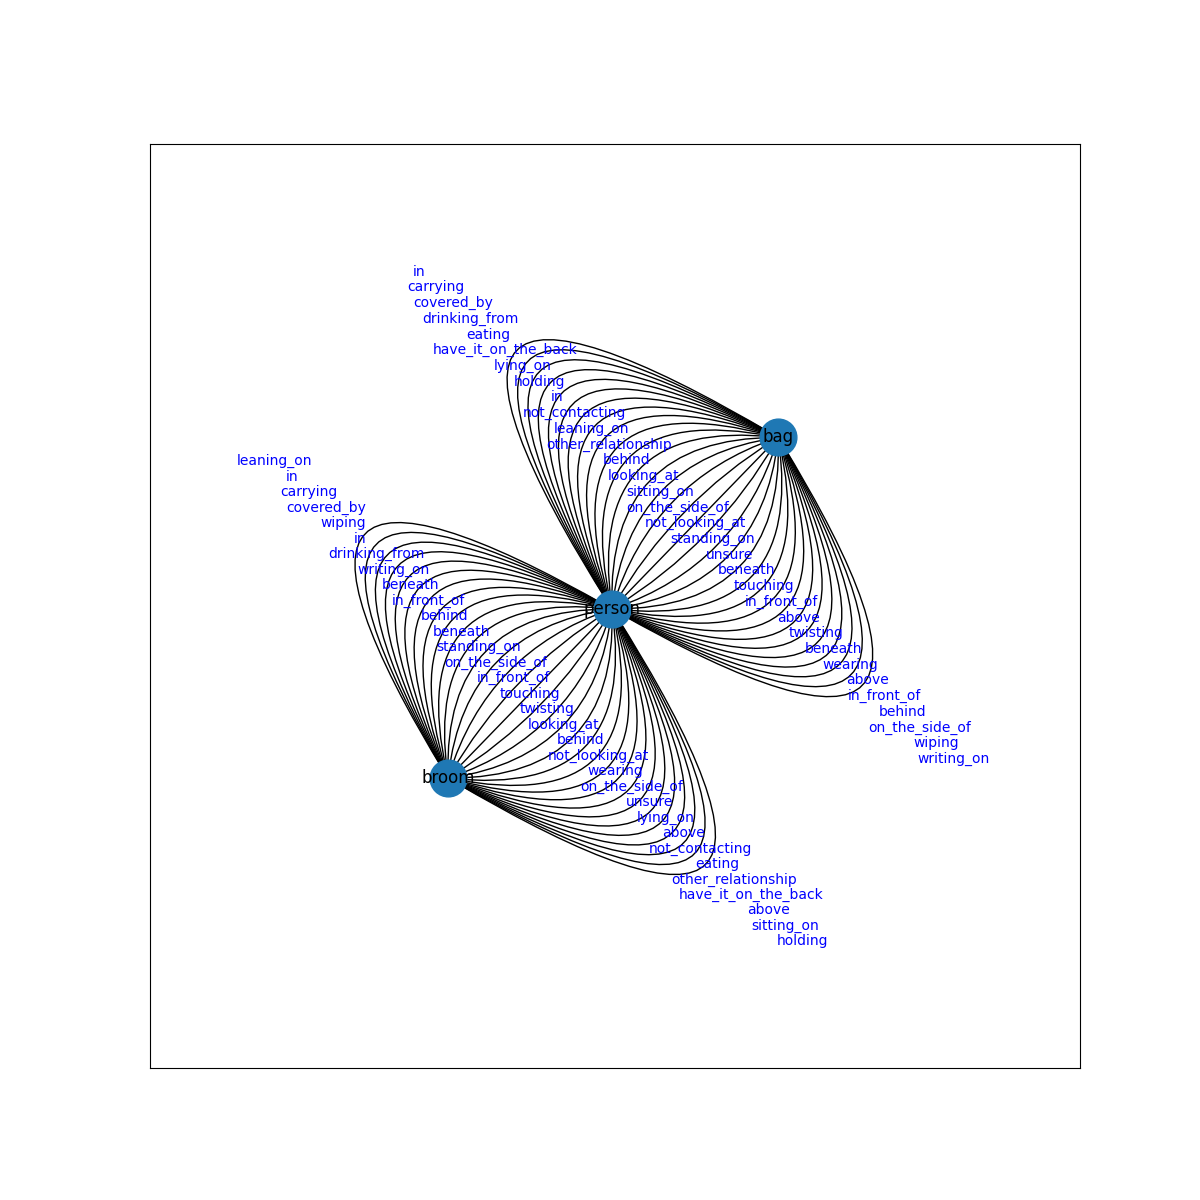 in
carrying
covered_by
drinking_from
eating
have_it_on_the_back
lying_on
holding
in
not_contacting
leaning_on
other_relationship
behind
looking_at
sitting_on
on_the_side_of
not_looking_at
standing_on
unsure
beneath
touching
in_front_of
above
twisting
beneath
wearing
above
in_front_of
behind
on_the_side_of
wiping
writing_on
bag
person
leaning_on
in
carrying
covered_by
wiping
in
drinking_from
writing_on
beneath
in_front_of
behind
beneath
standing_on
on_the_side_of
in_front_of
touching
twisting
looking_at
behind
not_looking_at
wearing
on_the_side_of
unsure
lying_on
above
not_contacting
eating
other_relationship
have_it_on_the_back
above
sitting_on
holding
broom